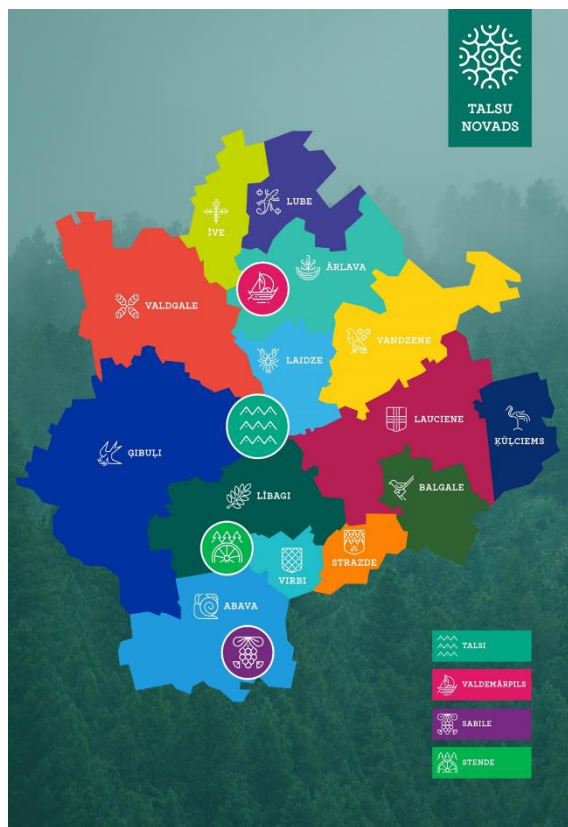 TALSU
NOVADS
LUBE
ĪVE
ĀRLAVA
VALDGALE
VANDZENE
LAIDZE
LAUCIENE
ĶŪĻCIEMS
ĢIBUĻI
BALGALE
LĪBAGI
STRAZDE
VIRBI
ABAVA
TALSI
VALDEMĀRPILS
SABILE
STENDE